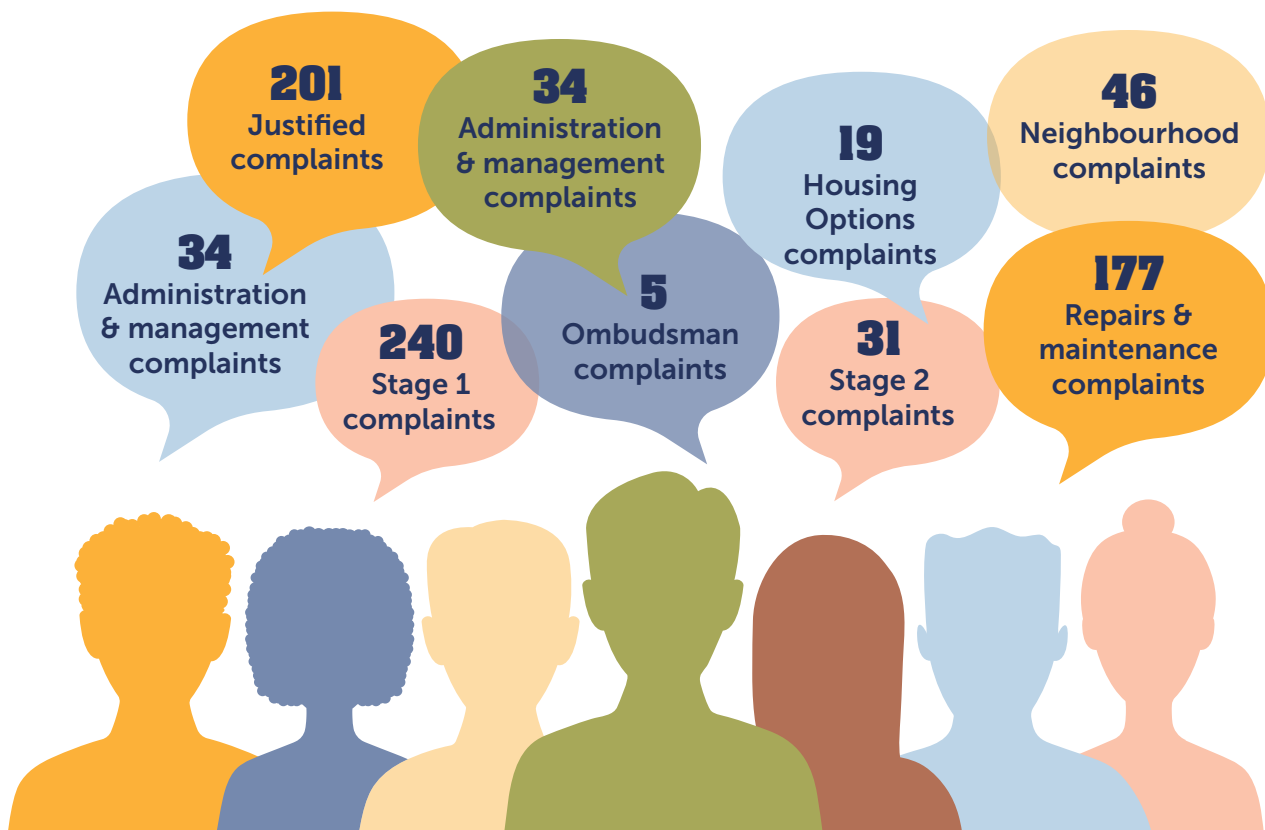 201
Justified
complaints
34
Administration
& management
complaints
19
Housing
Options
complaints
46
Neighbourhood
complaints
34
Administration
& management
complaints
240
Stage 1
complaints
5
Ombudsman
complaints
31
Stage 2
complaints
177
Repairs &
maintenance
complaints